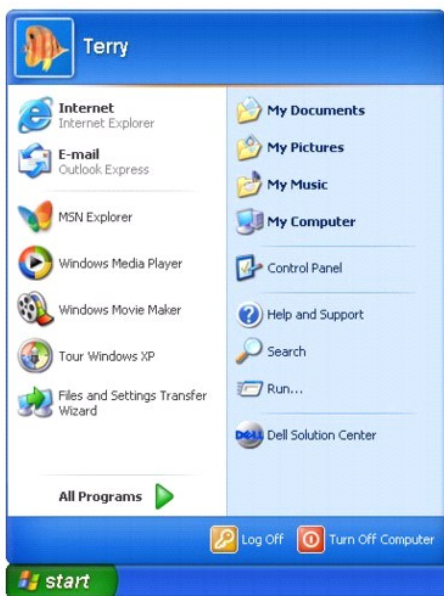 Terry
Internet
Internet Explorer
E-mail
Outlook Express
MSN Explorer
Windows Media Player
Windows Movie Maker
Tour Windows XP
Files and Settings Transfer
Wizard
All Programs
My Documents
My Pictures
My Music
My Computer
Control Panel
Help and Support
Search
Run...
DELL
Dell Solution Center
Log Off
Turn Off Computer
start